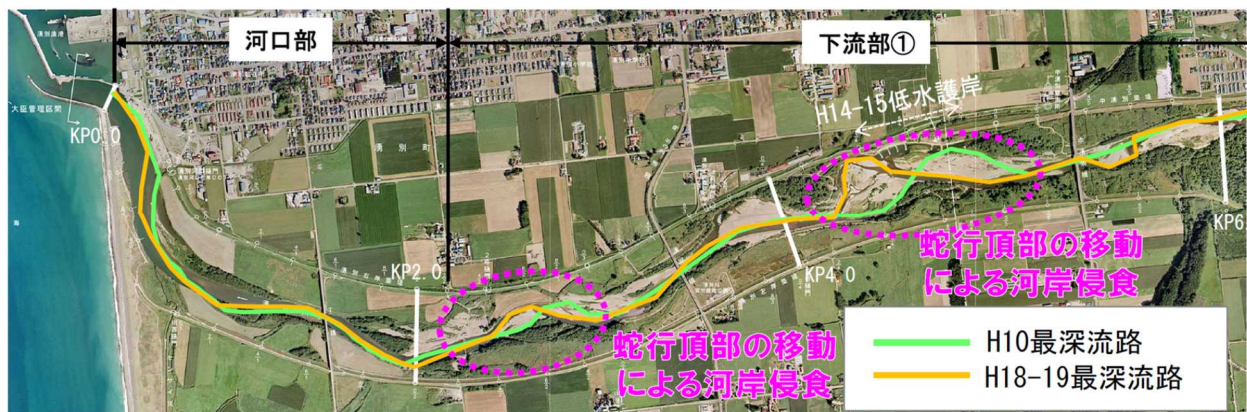 河口部
下流部①
大臣管理区間
KP0.0
H14-15低水護岸
湧別町
KP2.0
KP4.0
KP6
蛇行頂部の移動
による河岸侵食
蛇行頂部の移動
による河岸侵食
H10最深流路
H18-19最深流路